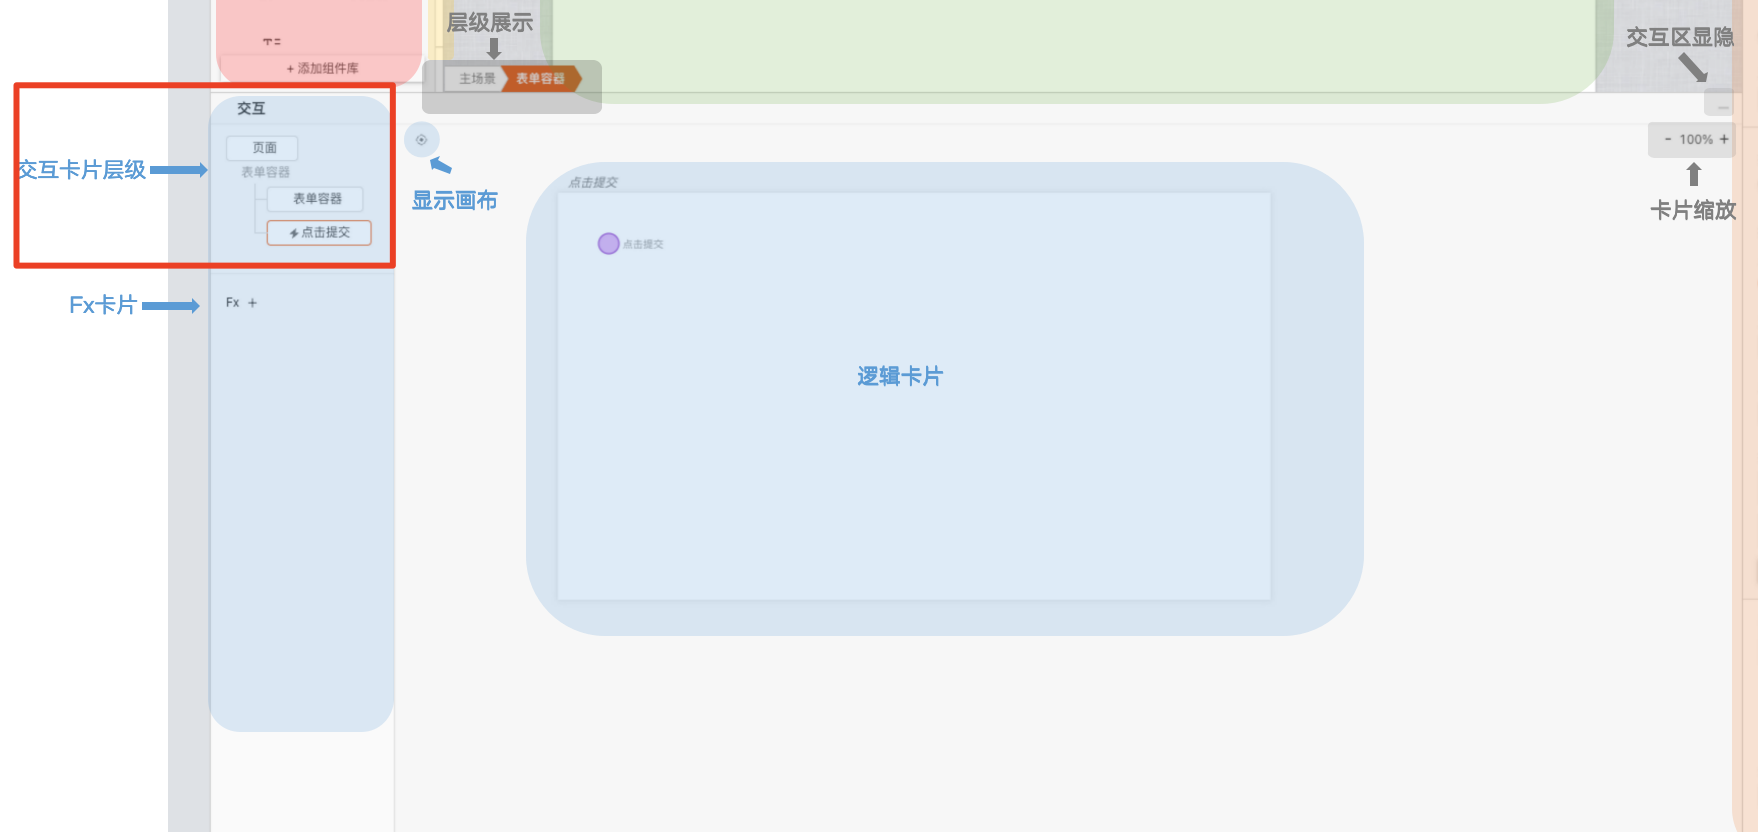 层级展示
交互区显隐
+ 添加组件库
主场景
表单容器
交互
页面
- 100% +
交互卡片层级
表单容器
显示画布
点击提交
表单容器
卡片缩放
点击提交
点击提交
Fx卡片
Fx +
逻辑卡片